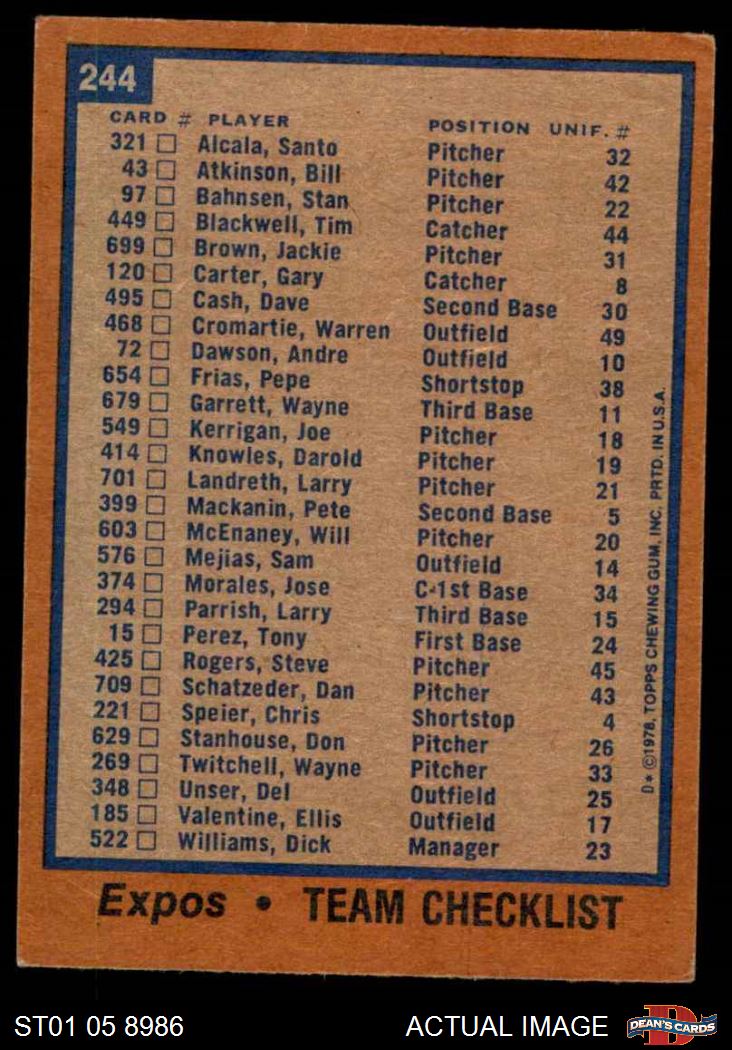 244
CARD # PLAYER POSITION UNIF. #
321 Alcala, Santo Pitcher 32
43 Atkinson, Bill Pitcher 42
97 Bahnsen, Stan Pitcher 22
449 Blackwell, Tim Catcher 44
699 Brown, Jackie Pitcher 31
120 Carter, Gary Catcher 8
495 Cash, Dave Second Base 30
468 Cromartie, Warren Outfield 49
72 Dawson, Andre Outfield 10
654 Frias, Pepe Shortstop 38
679 Garrett, Wayne Third Base 11
549 Kerrigan, Joe Pitcher 18
414 Knowles, Darold Pitcher 19
701 Landreth, Larry Pitcher 21
399 Mackanin, Pete Second Base 5
603 McEnaney, Will Pitcher 20
576 Mejias, Sam Outfield 14
374 Morales, Jose C-1st Base 34
294 Parrish, Larry Third Base 15
15 Perez, Tony First Base 24
425 Rogers, Steve Pitcher 45
709 Schatzeder, Dan Pitcher 43
221 Speier, Chris Shortstop 4
629 Stanhouse, Don Pitcher 26
269 Twitchell, Wayne Pitcher 33
348 Unser, Del Outfield 25
185 Valentine, Ellis Outfield 17
522 Williams, Dick Manager 23
D* ©1978, TOPPS CHEWING GUM, INC. PRTD. IN U.S.A.
Expos • TEAM CHECKLIST
ST01 05 8986 ACTUAL IMAGE
D
DEAN'S CARDS